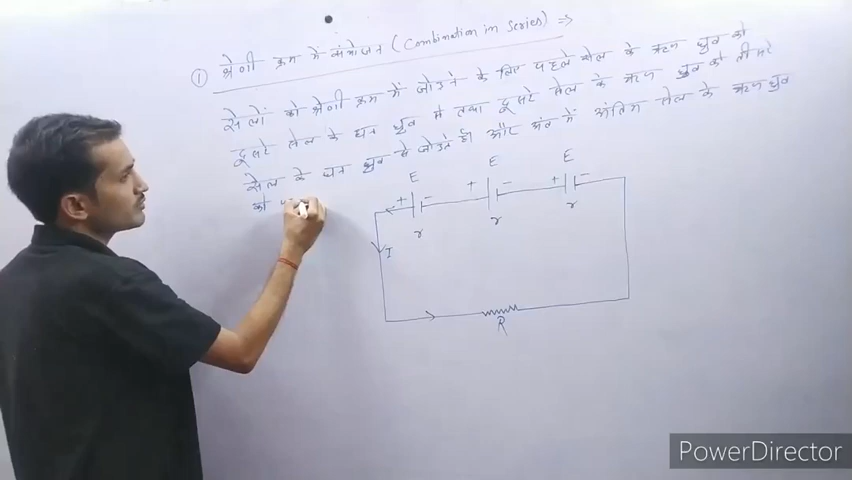 ① श्रेणी क्रम में संयोजन (Combination in Series) ⇒
सेलों को श्रेणी क्रम में जोड़ने के लिए पहले सेल के ऋण ध्रुव को
दूसरे सेल के धन ध्रुव से तथा दूसरे सेल के ऋण ध्रुव को तीसरे
सेल के धन ध्रुव से जोड़ते हैं और अंत में अंतिम सेल के ऋण ध्रुव
को
E E E
+ - + - + -
r r r
I
R
PowerDirector